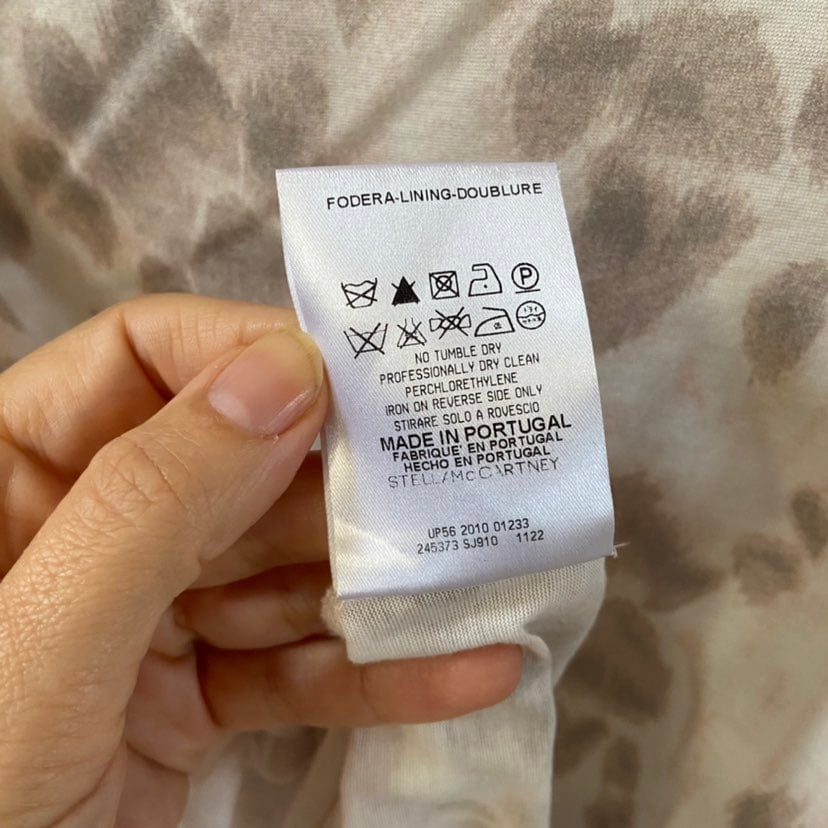 FODERA-LINING-DOUBLURE
P
NO TUMBLE DRY
PROFESSIONALLY DRY CLEAN
PERCHLORETHYLENE
IRON ON REVERSE SIDE ONLY
STIRARE SOLO A ROVESCIO
MADE IN PORTUGAL
FABRIQUE' EN PORTUGAL
HECHO EN PORTUGAL
STELL/McCARTNEY
UP56 2010 01233
245373 SJ910 1122